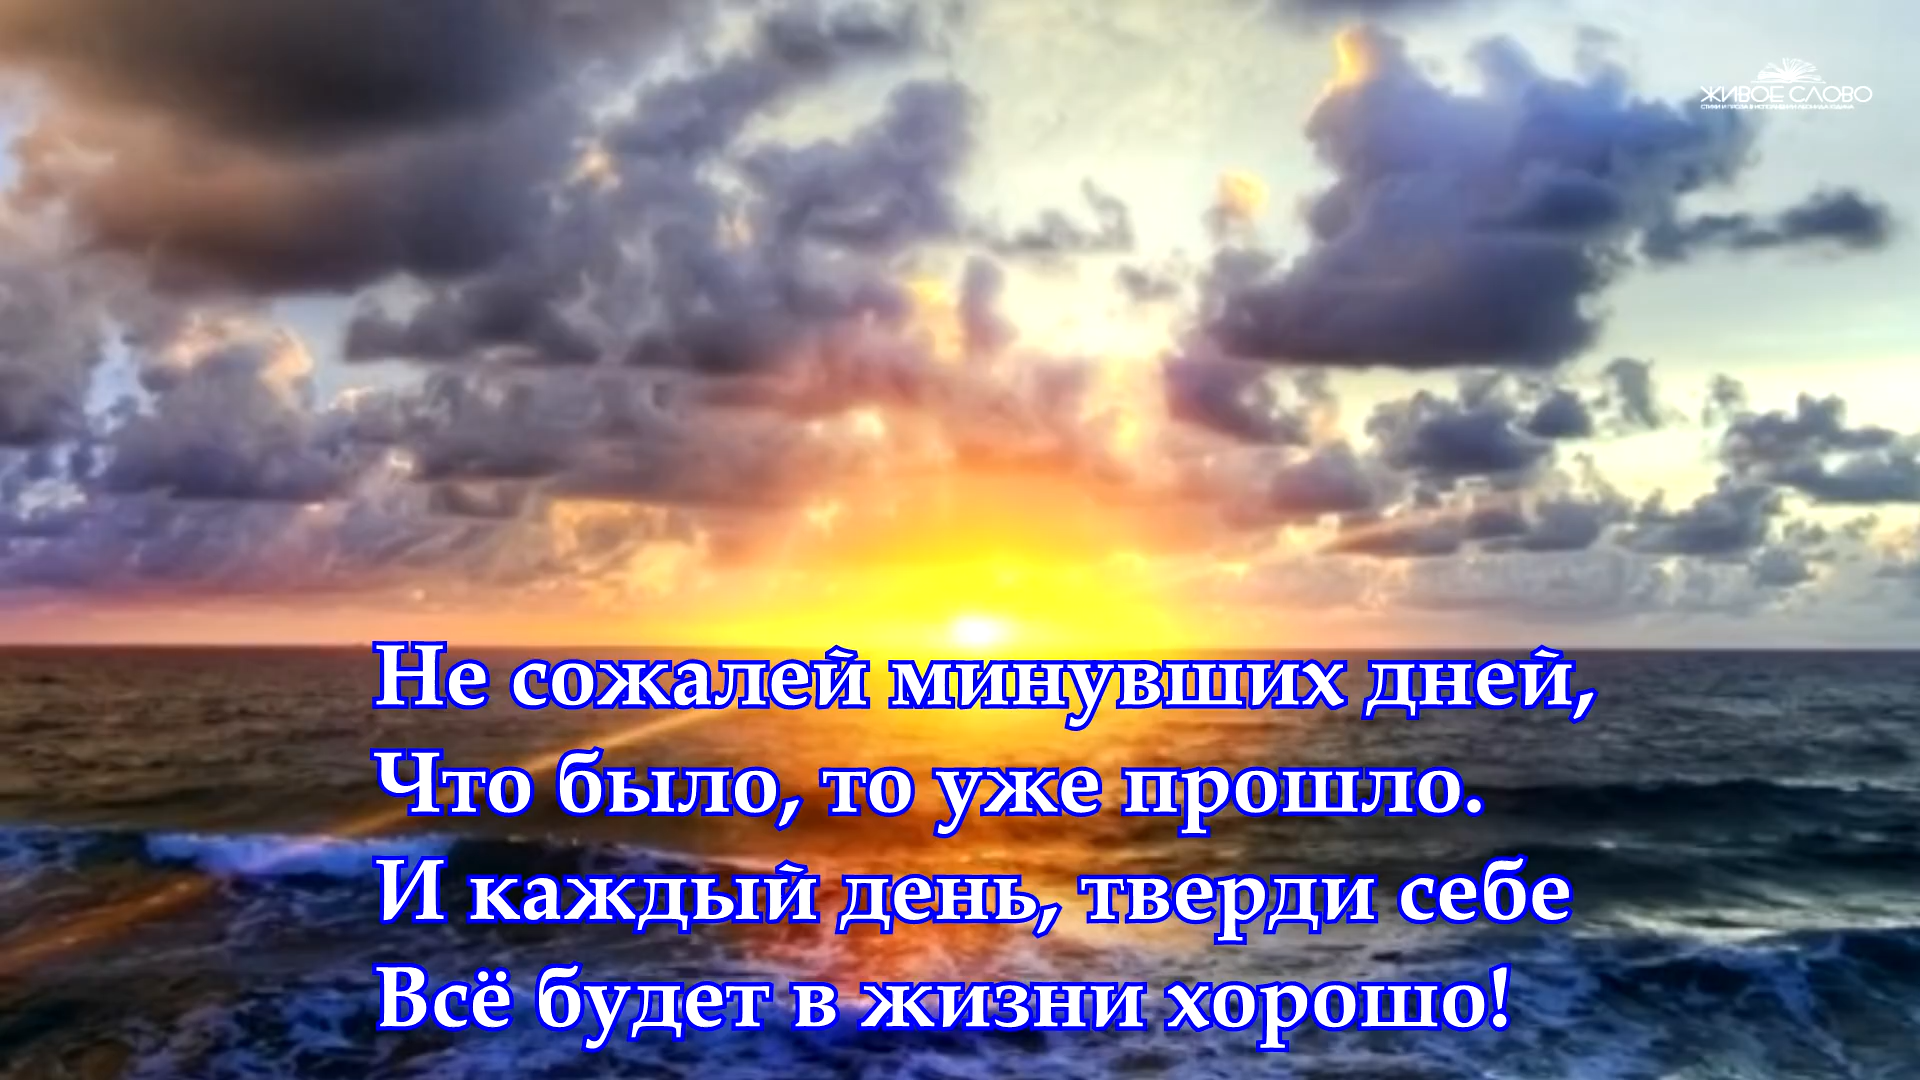 ЖИВОЕ СЛОВО
Не сожалей минувших дней,
Что было, то уже прошло.
И каждый день, тверди себе
Всё будет в жизни хорошо!